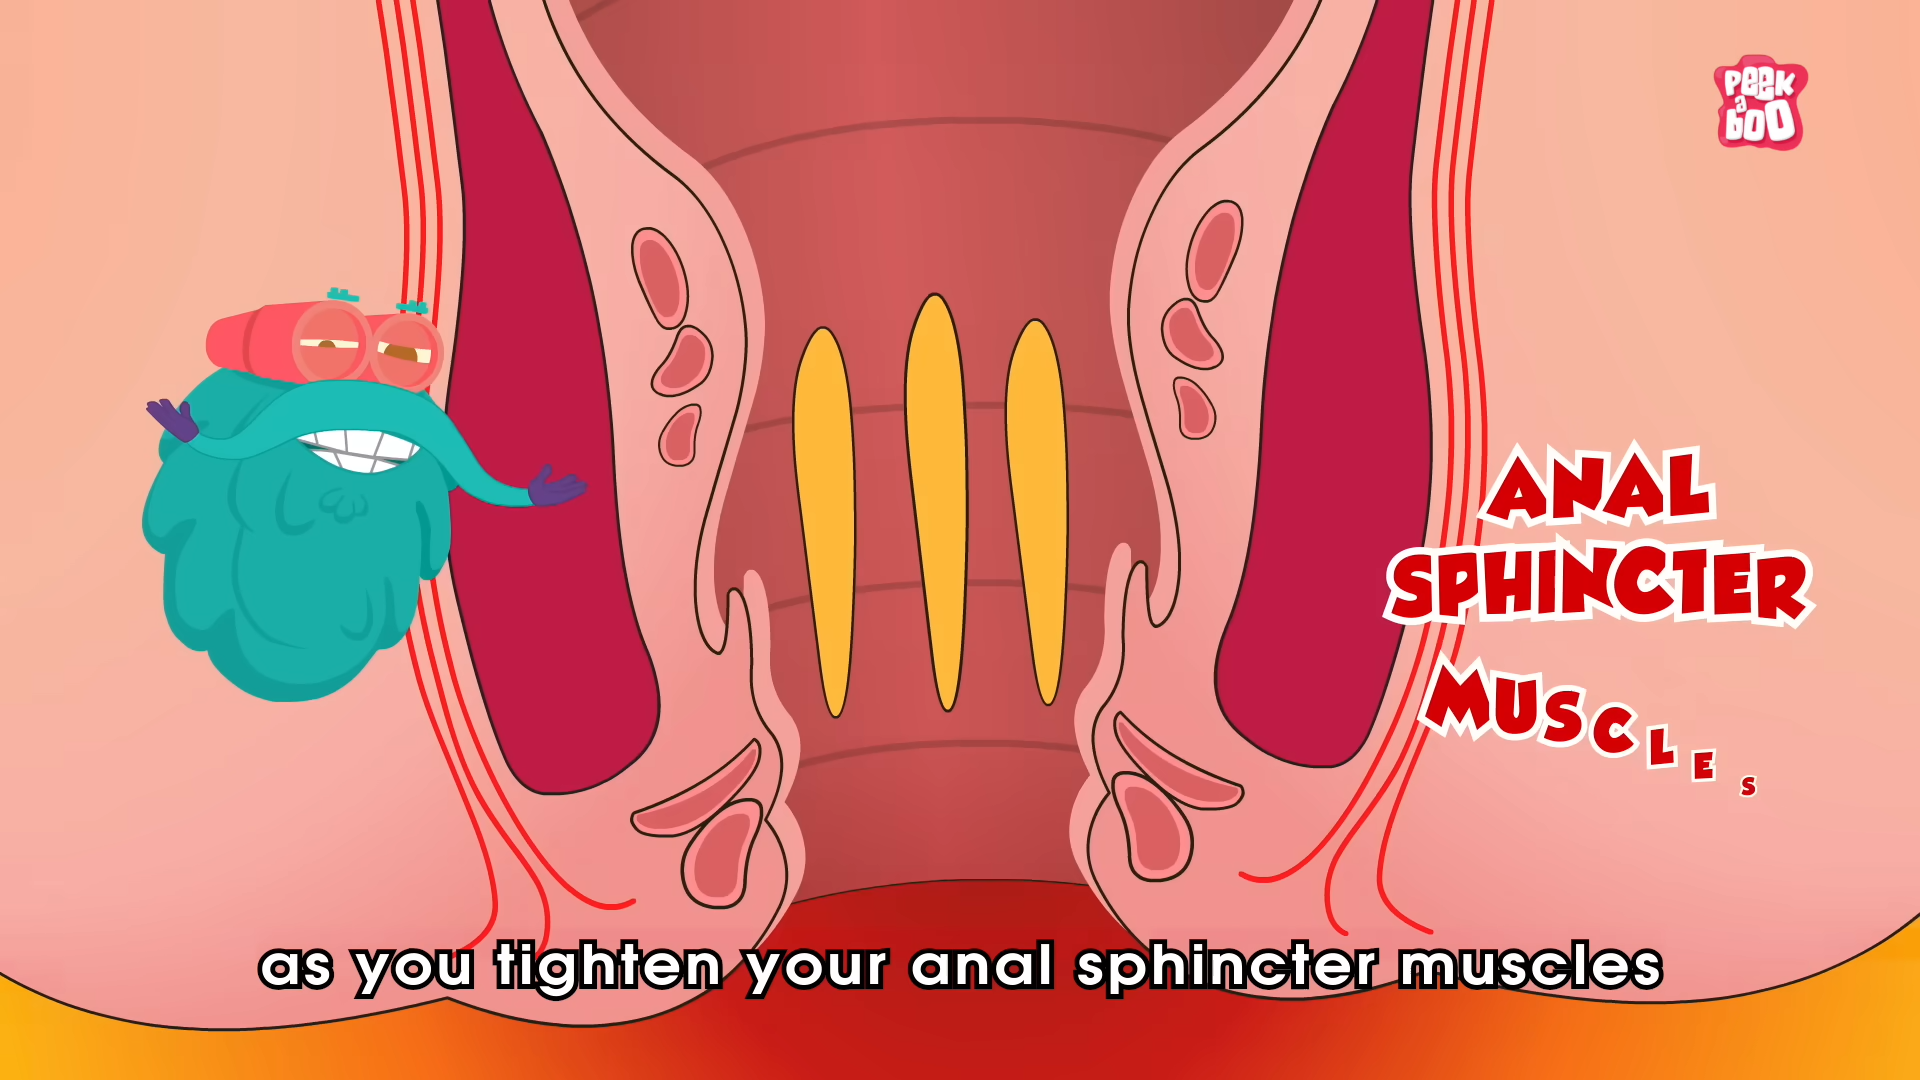 PEEK
a
BOO
ANAL
SPHINCTER
MUSCLES
as you tighten your anal sphincter muscles